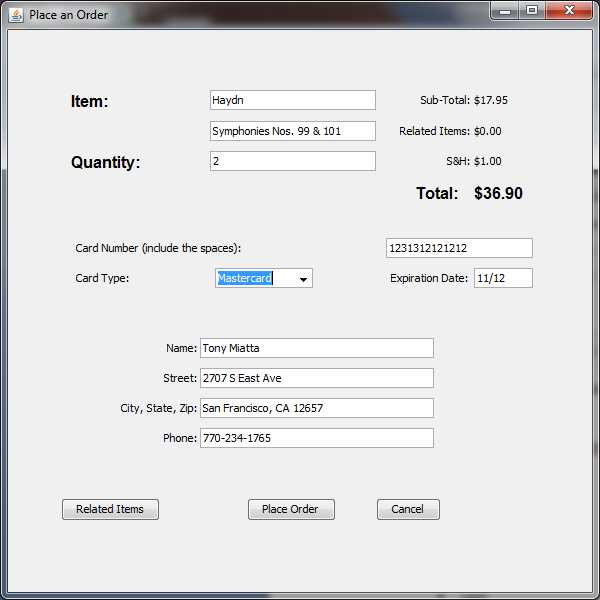 Place an Order
Item: Haydn Sub-Total: $17.95
Symphonies Nos. 99 & 101 Related Items: $0.00
Quantity: 2 S&H: $1.00
Total: $36.90
Card Number (include the spaces): 1231312121212
Card Type: Mastercard Expiration Date: 11/12
Name: Tony Miatta
Street: 2707 S East Ave
City, State, Zip: San Francisco, CA 12657
Phone: 770-234-1765
Related Items Place Order Cancel